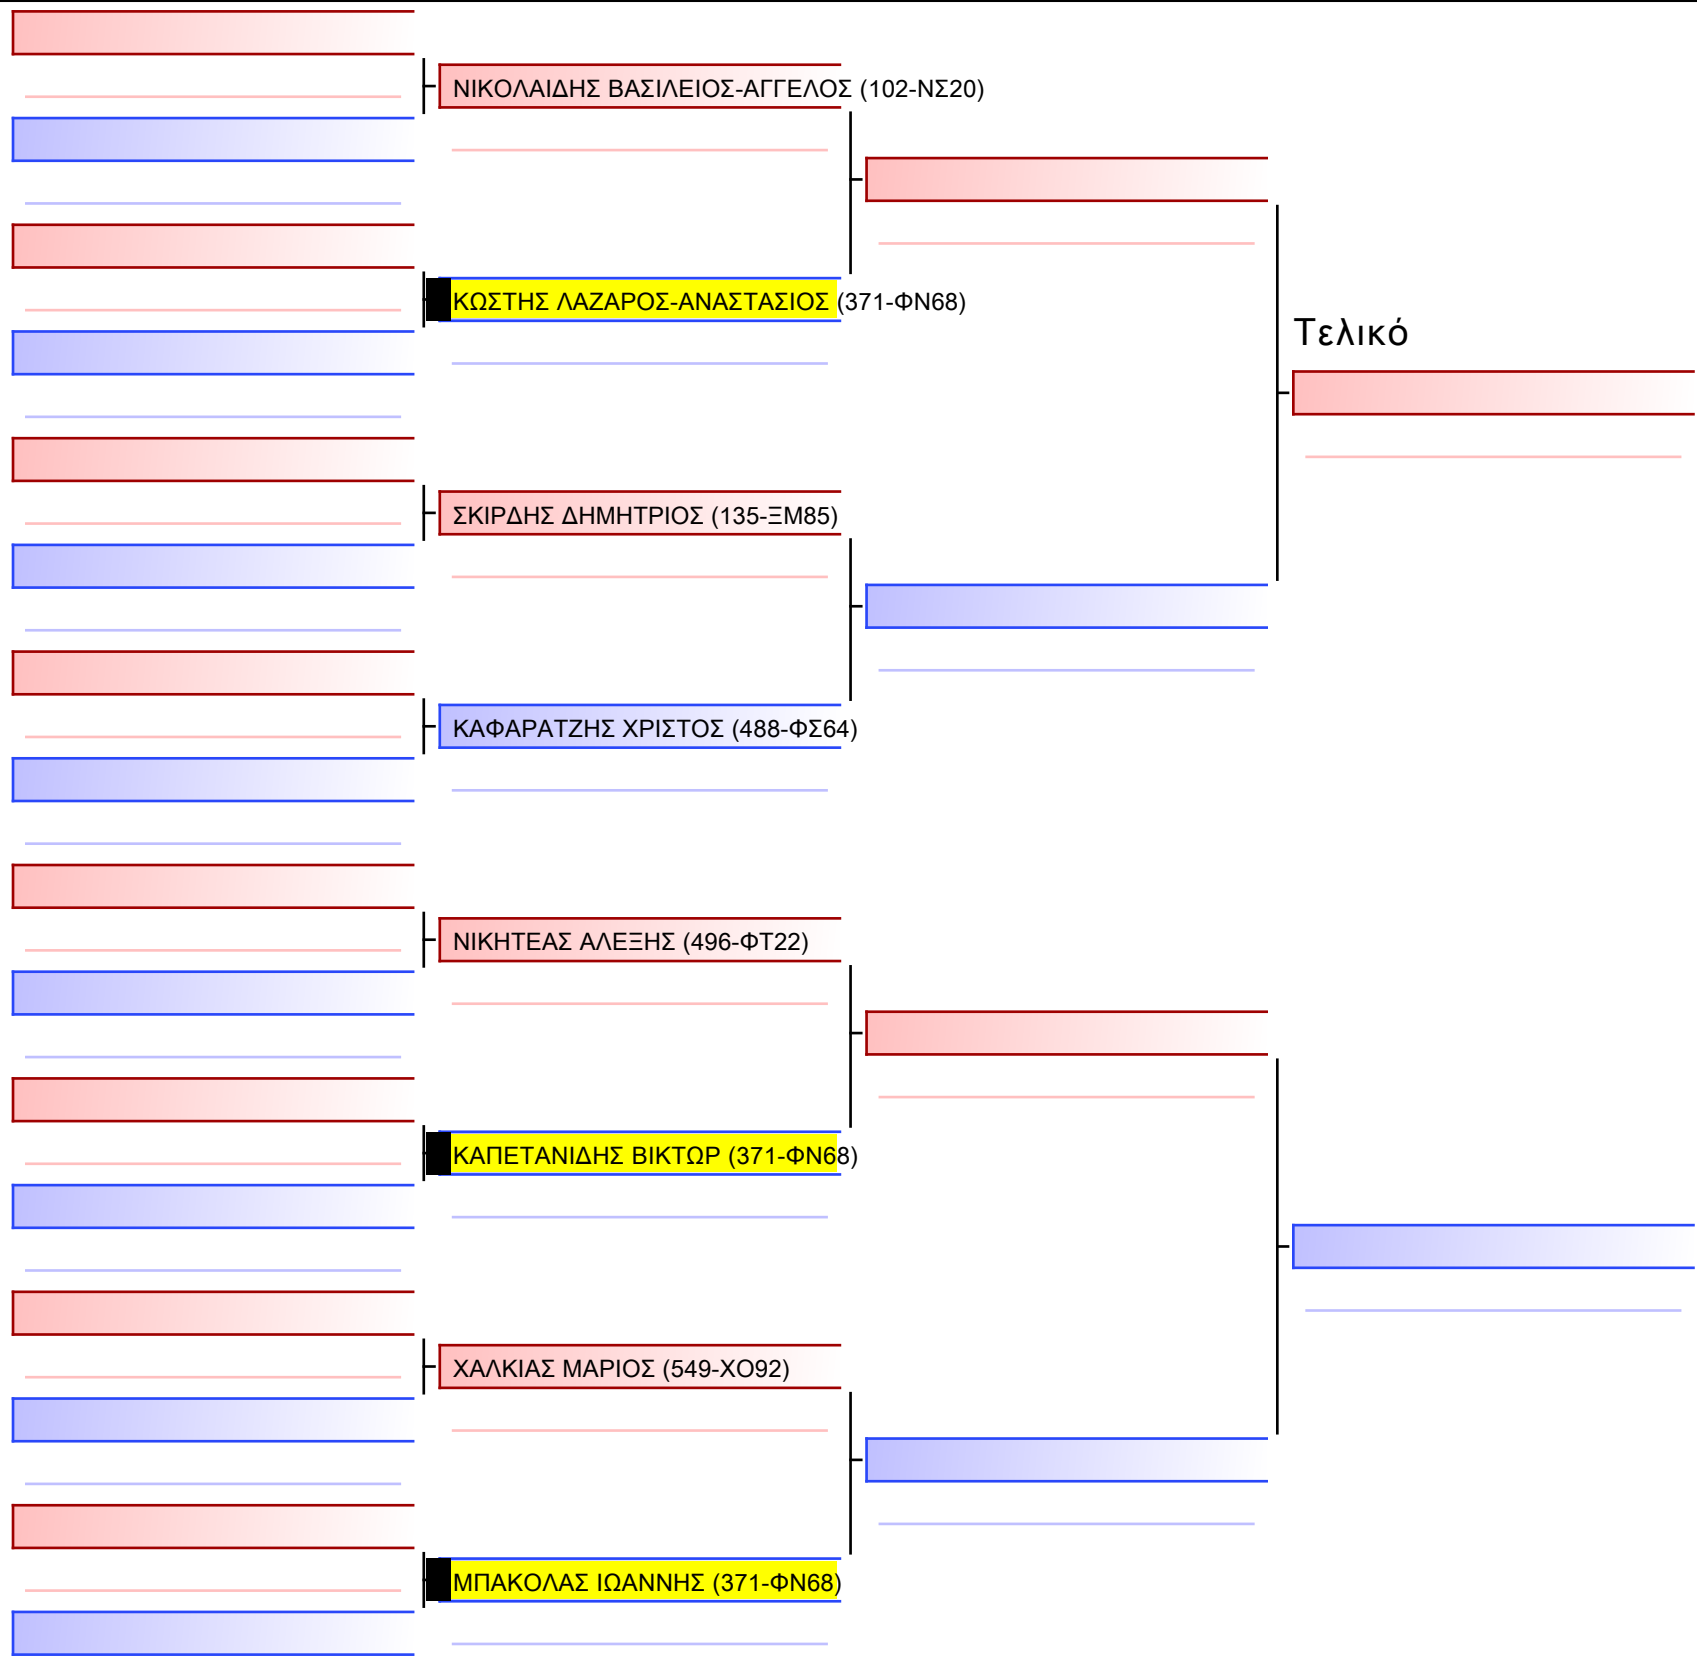 ΝΙΚΟΛΑΙΔΗΣ ΒΑΣΙΛΕΙΟΣ-ΑΓΓΕΛΟΣ (102-ΝΣ20)
ΚΩΣΤΗΣ ΛΑΖΑΡΟΣ-ΑΝΑΣΤΑΣΙΟΣ (371-ΦΝ68)
Τελικό
ΣΚΙΡΔΗΣ ΔΗΜΗΤΡΙΟΣ (135-ΞΜ85)
ΚΑΦΑΡΑΤΖΗΣ ΧΡΙΣΤΟΣ (488-ΦΣ64)
ΝΙΚΗΤΕΑΣ ΑΛΕΞΗΣ (496-ΦΤ22)
ΚΑΠΕΤΑΝΙΔΗΣ ΒΙΚΤΩΡ (371-ΦΝ68)
ΧΑΛΚΙΑΣ ΜΑΡΙΟΣ (549-ΧΟ92)
ΜΠΑΚΟΛΑΣ ΙΩΑΝΝΗΣ (371-ΦΝ68)